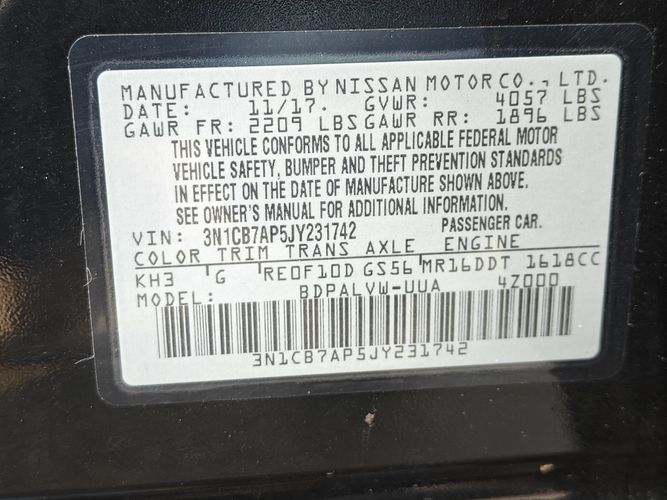 MANUFACTURED BY NISSAN MOTOR CO., LTD.
DATE: 11/17. GVWR: 4057 LBS
GAWR FR: 2209 LBS GAWR RR: 1896 LBS
THIS VEHICLE CONFORMS TO ALL APPLICABLE FEDERAL MOTOR
VEHICLE SAFETY, BUMPER AND THEFT PREVENTION STANDARDS
IN EFFECT ON THE DATE OF MANUFACTURE SHOWN ABOVE.
SEE OWNER'S MANUAL FOR ADDITIONAL INFORMATION.
VIN: 3N1CB7AP5JY231742 PASSENGER CAR.
COLOR TRIM TRANS AXLE ENGINE
KH3 G RE0F10D GS56 MR16DDT 1618CC
MODEL: BDPALVW-UUA 4Z000
3N1CB7AP5JY231742